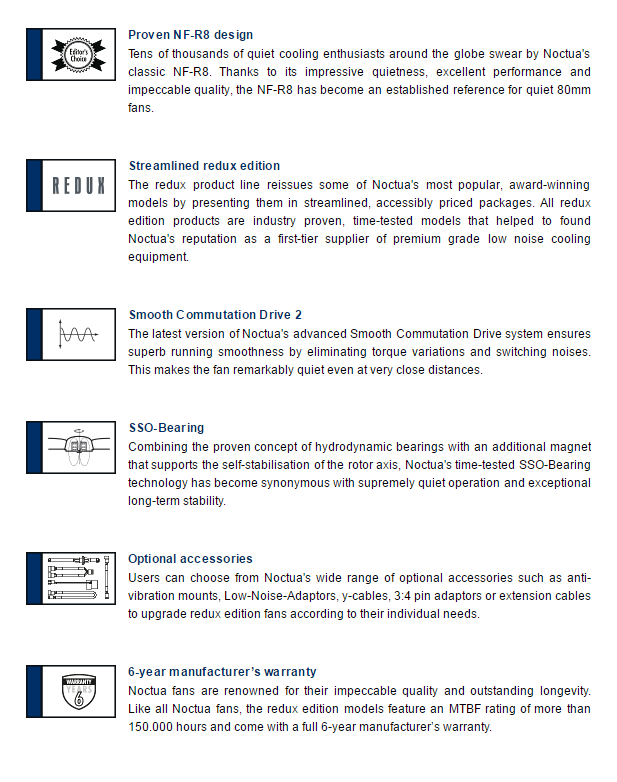 Editor's
Choice
Proven NF-R8 design
Tens of thousands of quiet cooling enthusiasts around the globe swear by Noctua's
classic NF-R8. Thanks to its impressive quietness, excellent performance and
impeccable quality, the NF-R8 has become an established reference for quiet 80mm
fans.
REDUX
Streamlined redux edition
The redux product line reissues some of Noctua's most popular, award-winning
models by presenting them in streamlined, accessibly priced packages. All redux
edition products are industry proven, time-tested models that helped to found
Noctua's reputation as a first-tier supplier of premium grade low noise cooling
equipment.
Smooth Commutation Drive 2
The latest version of Noctua's advanced Smooth Commutation Drive system ensures
superb running smoothness by eliminating torque variations and switching noises.
This makes the fan remarkably quiet even at very close distances.
SSO-Bearing
Combining the proven concept of hydrodynamic bearings with an additional magnet
that supports the self-stabilisation of the rotor axis, Noctua's time-tested SSO-Bearing
technology has become synonymous with supremely quiet operation and exceptional
long-term stability.
Optional accessories
Users can choose from Noctua's wide range of optional accessories such as anti-
vibration mounts, Low-Noise-Adaptors, y-cables, 3:4 pin adaptors or extension cables
to upgrade redux edition fans according to their individual needs.
WARRANTY
YEARS
6
6-year manufacturer's warranty
Noctua fans are renowned for their impeccable quality and outstanding longevity.
Like all Noctua fans, the redux edition models feature an MTBF rating of more than
150.000 hours and come with a full 6-year manufacturer's warranty.